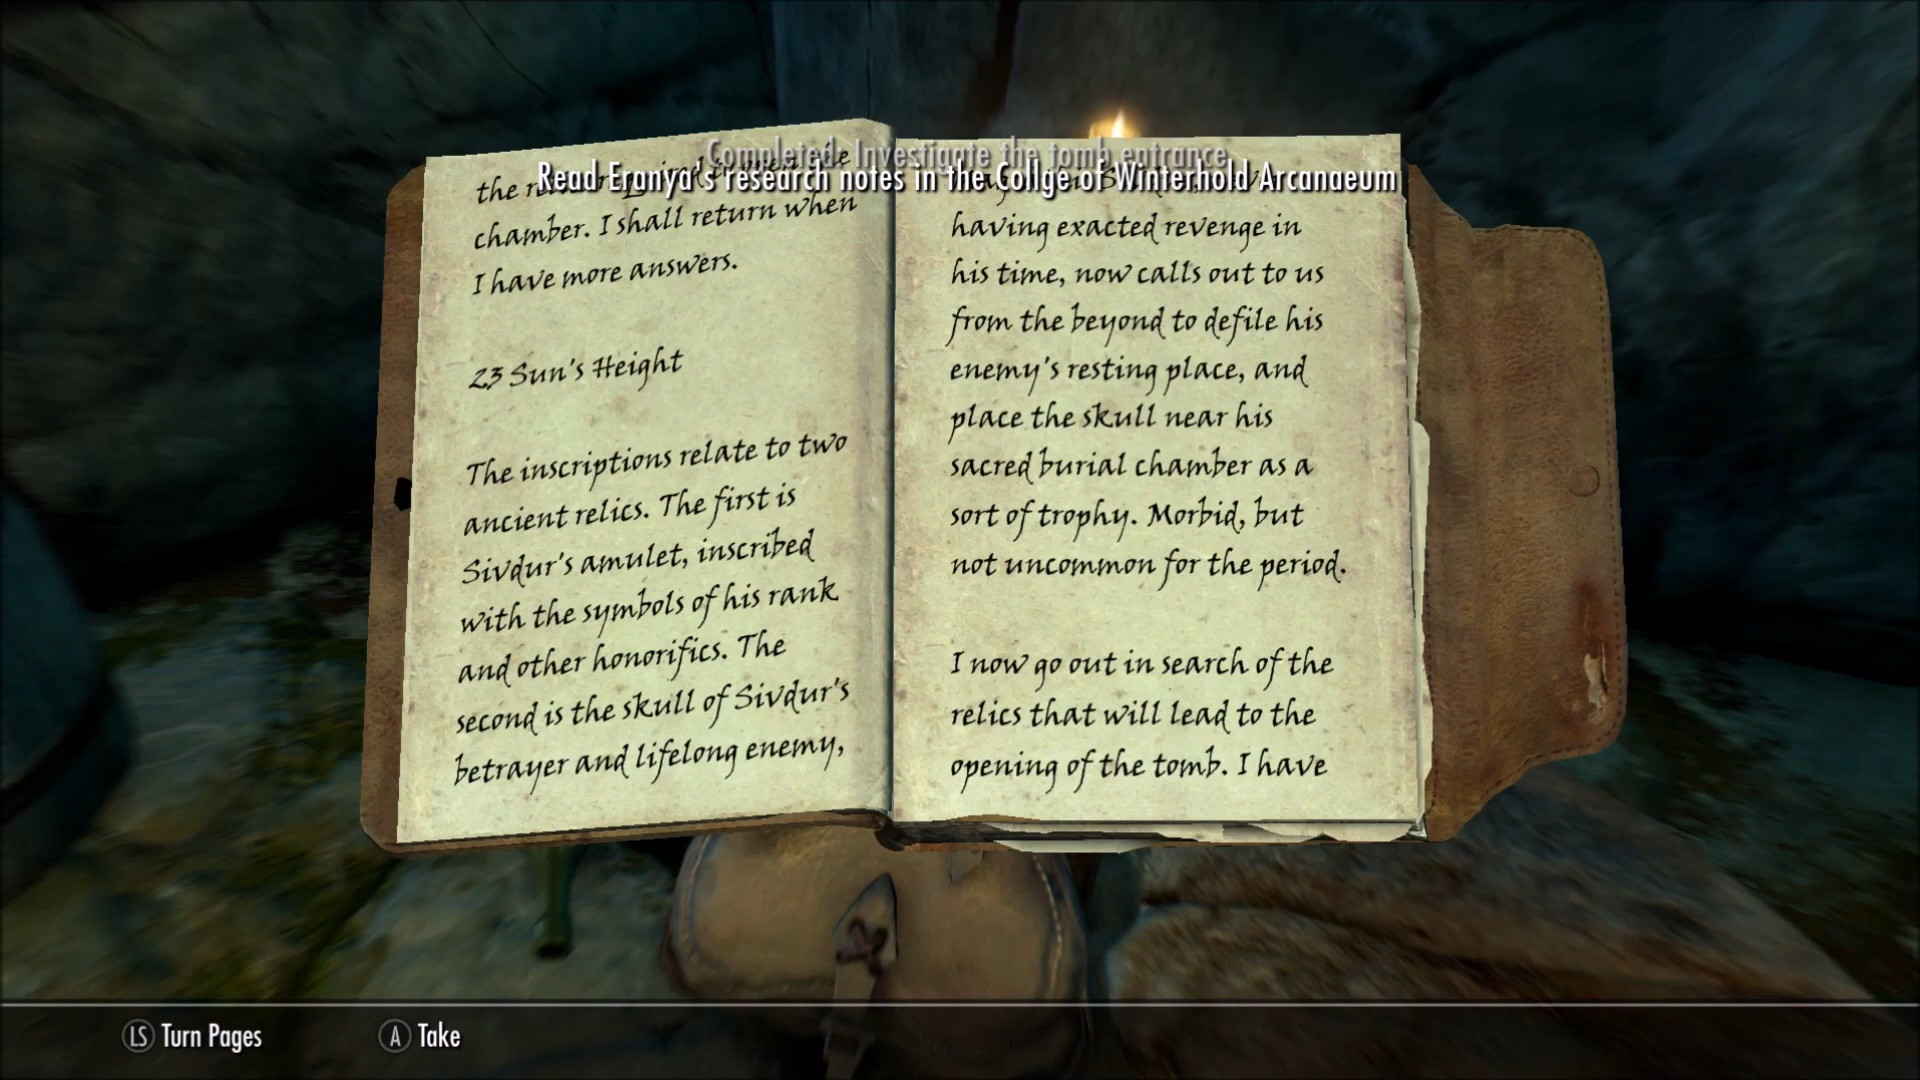 Completed: Investigate the tomb entrance
Read Eranya's research notes in the Collge of Winterhold Arcanaeum
the
chamber. I shall return when
I have more answers.
23 Sun's Height
The inscriptions relate to two
ancient relics. The first is
Sivdur's amulet, inscribed
with the symbols of his rank
and other honorifics. The
second is the skull of Sivdur's
betrayer and lifelong enemy,
having exacted revenge in
his time, now calls out to us
from the beyond to defile his
enemy's resting place, and
place the skull near his
sacred burial chamber as a
sort of trophy. Morbid, but
not uncommon for the period.
I now go out in search of the
relics that will lead to the
opening of the tomb. I have
LS Turn Pages
A Take